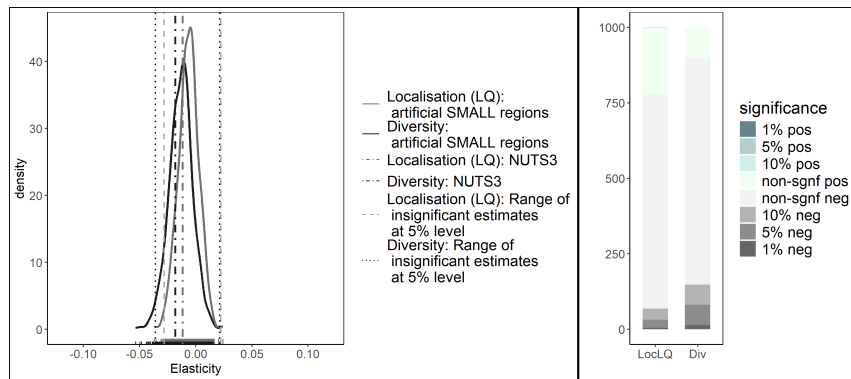 density
40
30
20
10
0
-0.10
-0.05
0.00
0.05
0.10
Elasticity
Localisation (LQ):
artificial SMALL regions
Diversity:
artificial SMALL regions
Localisation (LQ): NUTS3
Diversity: NUTS3
Localisation (LQ): Range of
insignificant estimates
at 5% level
Diversity: Range of
insignificant estimates
at 5% level
1000
750
500
250
0
LocLQ
Div
significance
1% pos
5% pos
10% pos
non-sgnf pos
non-sgnf neg
10% neg
5% neg
1% neg